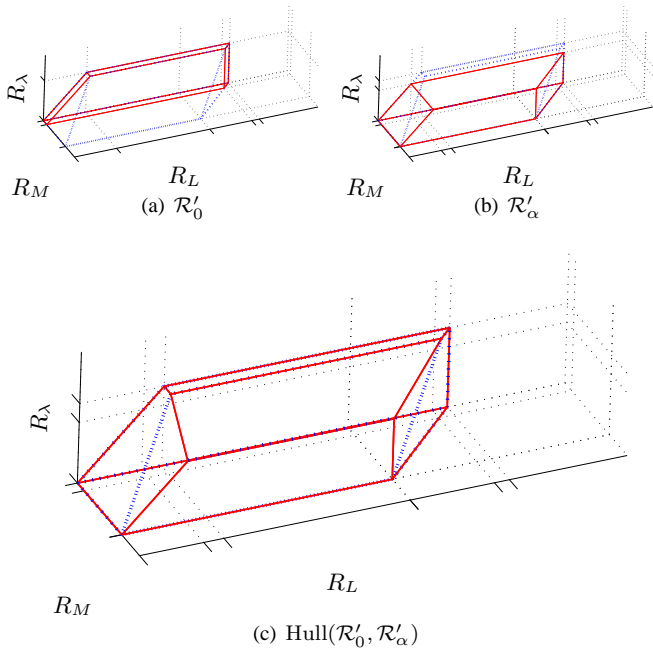 R_λ
R_λ
R_M
R_L
R_M
R_L
(a) R′_0
(b) R′_α
R_λ
R_L
R_M
(c) Hull(R′_0, R′_α)